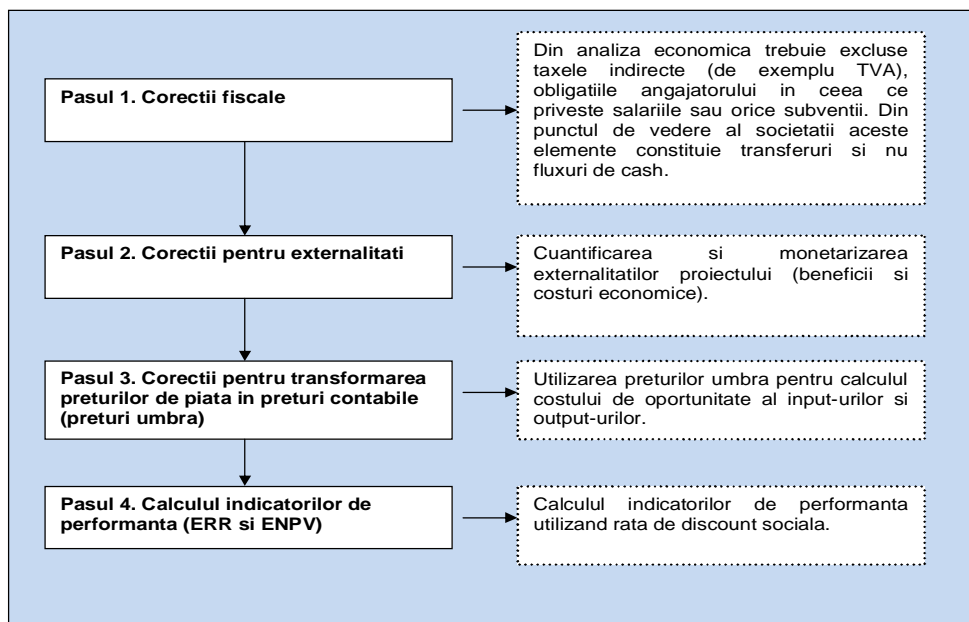 Pasul 1. Corectii fiscale
Din analiza economica trebuie excluse
taxele indirecte (de exemplu TVA),
obligatiile angajatorului in ceea ce
priveste salariile sau orice subventii. Din
punctul de vedere al societatii aceste
elemente constituie transferuri si nu
fluxuri de cash.
Pasul 2. Corectii pentru externalitati
Cuantificarea si monetarizarea
externalitatilor proiectului (beneficii si
costuri economice).
Pasul 3. Corectii pentru transformarea
preturilor de piata in preturi contabile
(preturi umbra)
Utilizarea preturilor umbra pentru calculul
costului de oportunitate al input-urilor si
output-urilor.
Pasul 4. Calculul indicatorilor de
performanta (ERR si ENPV)
Calculul indicatorilor de performanta
utilizand rata de discount sociala.